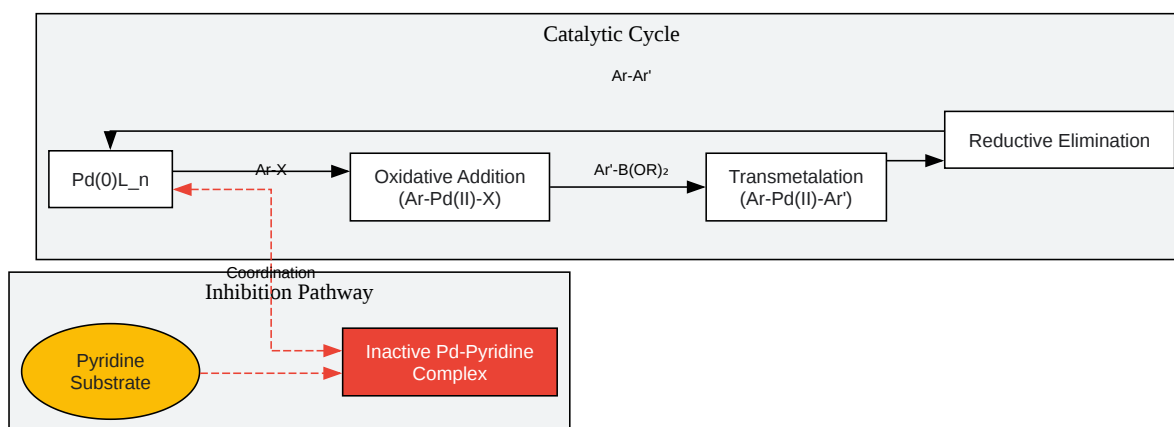 Catalytic Cycle
Ar-Ar'
Reductive Elimination
Pd(0)L_n
Ar-X
Oxidative Addition
(Ar-Pd(II)-X)
Ar'-B(OR)₂
Transmetalation
(Ar-Pd(II)-Ar')
Coordination
Inhibition Pathway
Pyridine
Substrate
Inactive Pd-Pyridine
Complex